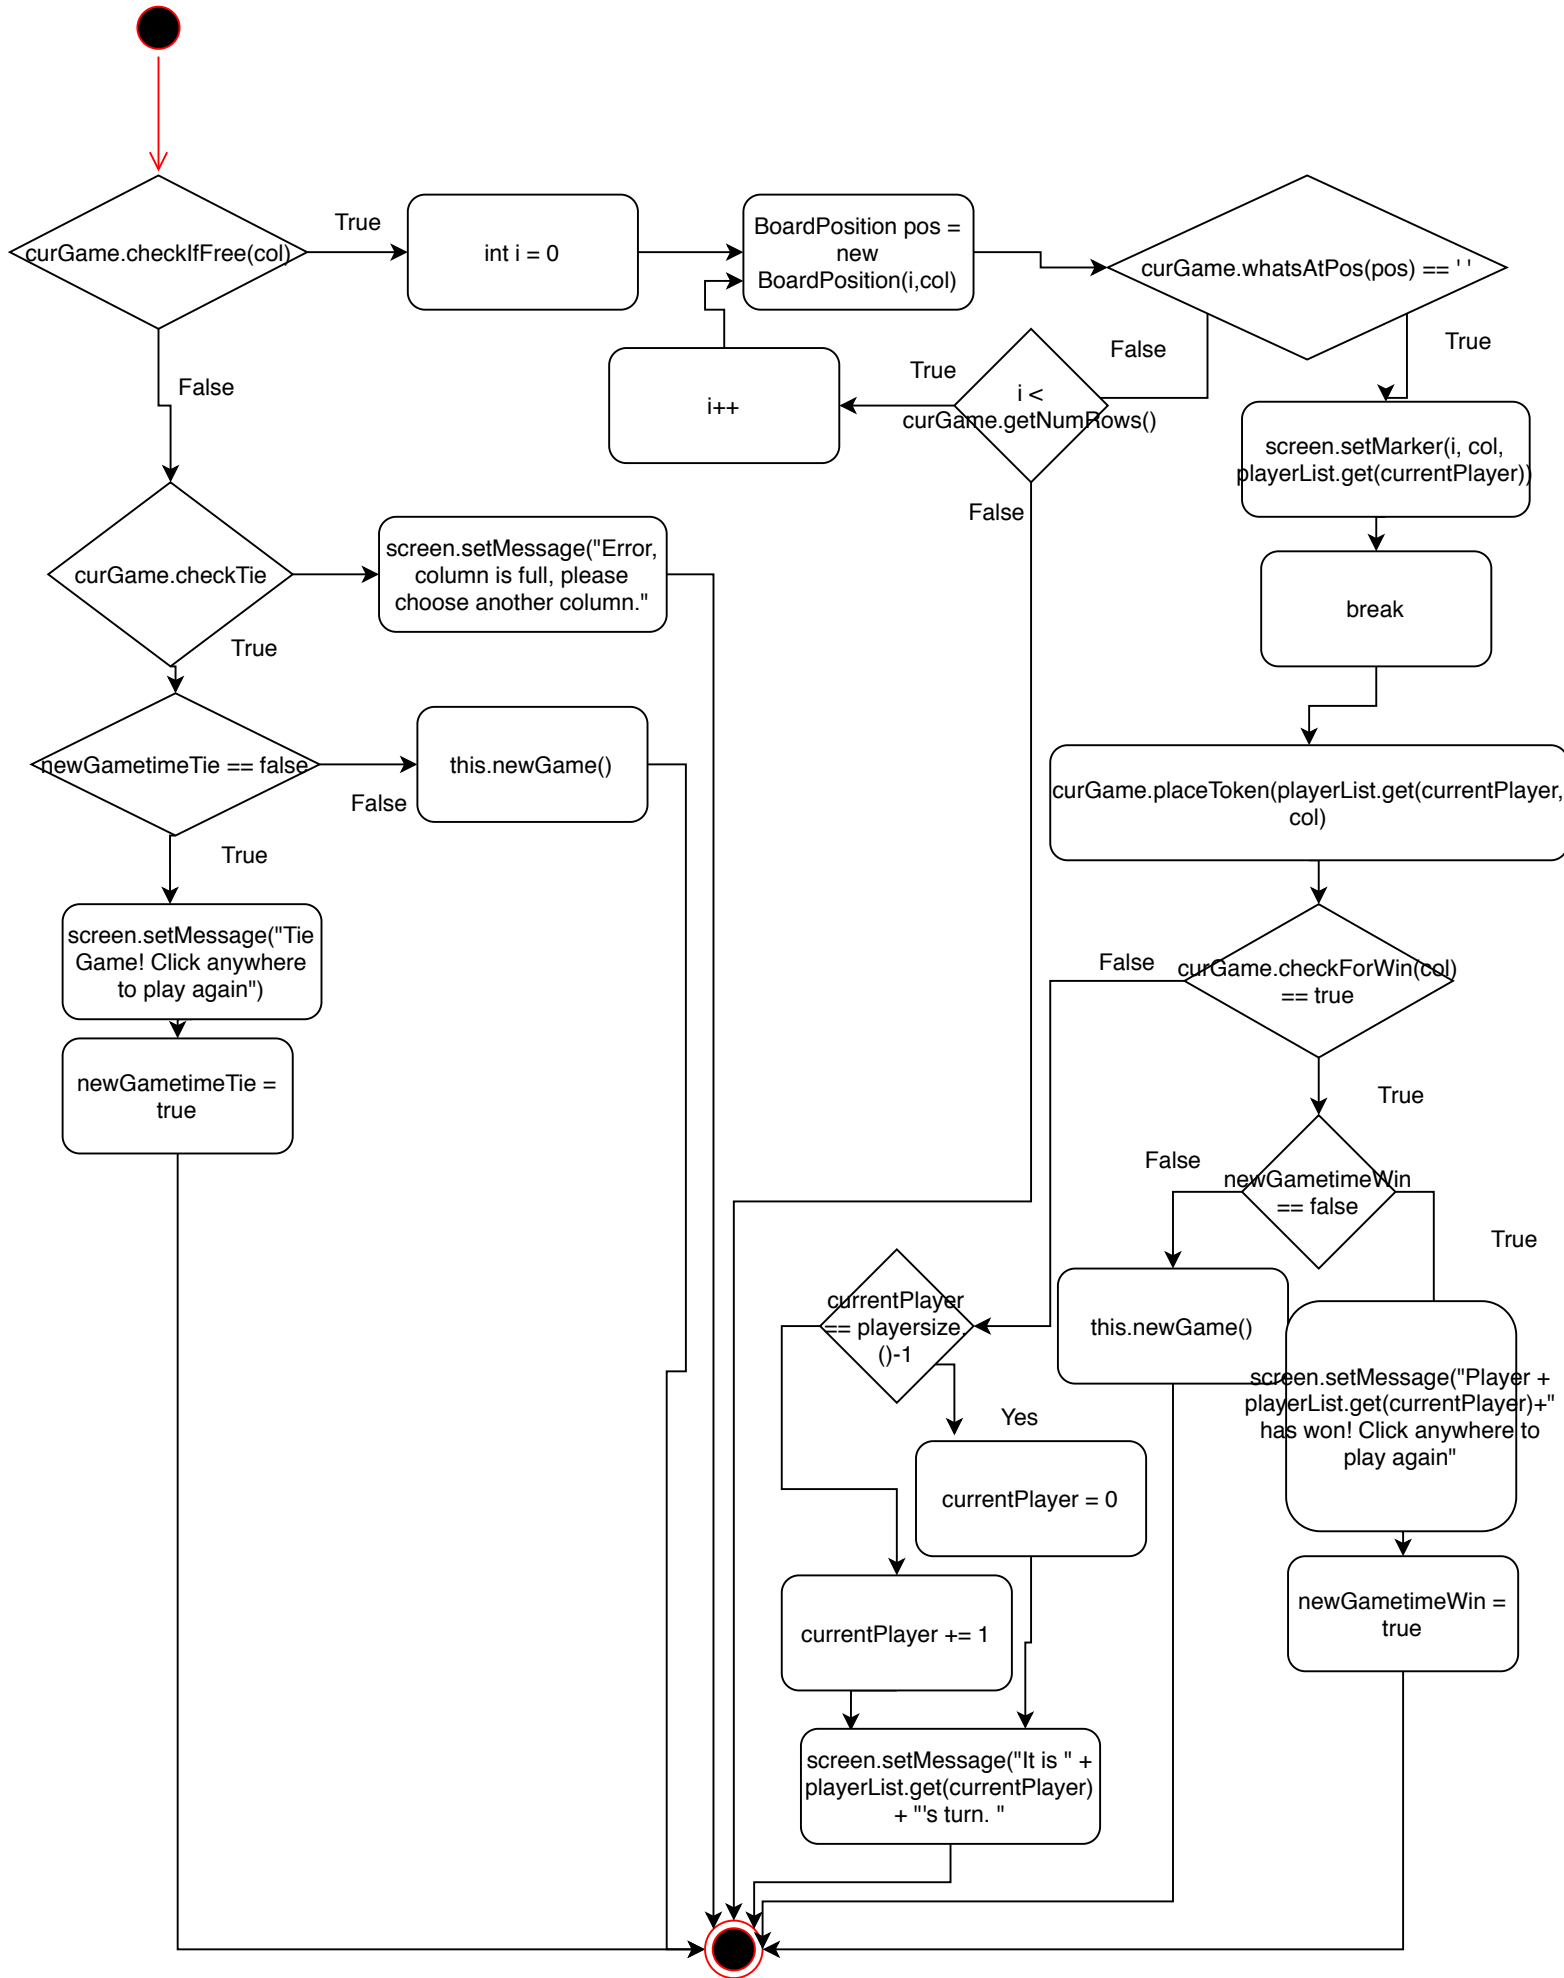 curGame.checkIfFree(col)
True
int i = 0
BoardPosition pos =
new
BoardPosition(i,col)
curGame.whatsAtPos(pos) == ' '
False
True
False
True
i <
curGame.getNumRows()
i++
False
screen.setMarker(i, col,
playerList.get(currentPlayer))
break
curGame.checkTie
screen.setMessage("Error,
column is full, please
choose another column."
True
newGametimeTie == false
False
this.newGame()
True
curGame.placeToken(playerList.get(currentPlayer,
col)
screen.setMessage("Tie
Game! Click anywhere
to play again")
newGametimeTie =
true
False
curGame.checkForWin(col)
== true
True
False
newGametimeWin
== false
True
currentPlayer
== playersize.
()-1
Yes
this.newGame()
screen.setMessage("Player +
playerList.get(currentPlayer)+"
has won! Click anywhere to
play again"
currentPlayer = 0
currentPlayer += 1
newGametimeWin =
true
screen.setMessage("It is " +
playerList.get(currentPlayer)
+ "'s turn. "